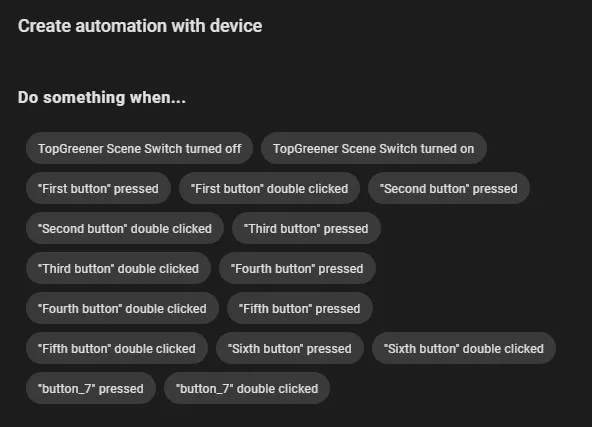 Create automation with device
Do something when...
TopGreener Scene Switch turned off TopGreener Scene Switch turned on
"First button" pressed "First button" double clicked "Second button" pressed
"Second button" double clicked "Third button" pressed
"Third button" double clicked "Fourth button" pressed
"Fourth button" double clicked "Fifth button" pressed
"Fifth button" double clicked "Sixth button" pressed "Sixth button" double clicked
"button_7" pressed "button_7" double clicked